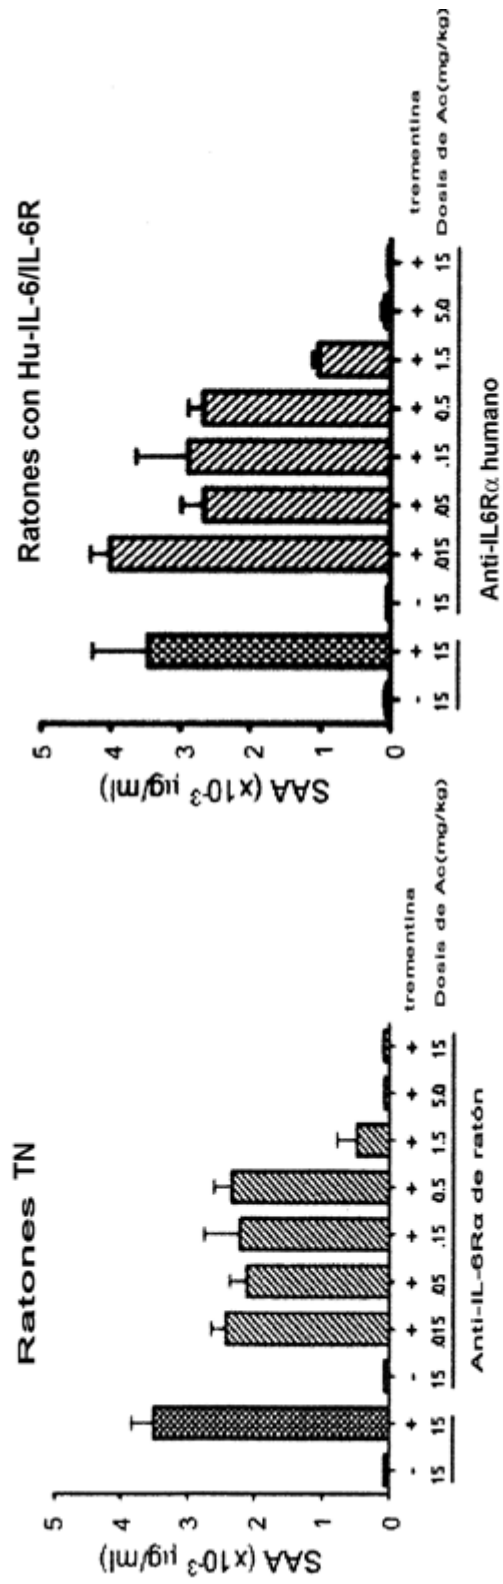 Ratones TN
SAA (x10-3 µg/ml)
4
3
2
1
0
- + - + + + + + + + trementina
15 15 15 .015 .05 .15 0.5 1.5 5.0 15 Dosis de Ac(mg/kg)
Anti-IL-6Rα de ratón
Ratones con Hu-IL-6/IL-6R
SAA (x10-3 µg/ml)
5
4
3
2
1
0
- + - + + + + + + + trementina
15 15 15 .015 .05 .15 0.5 1.5 5.0 15 Dosis de Ac(mg/kg)
Anti-IL6Rα humano